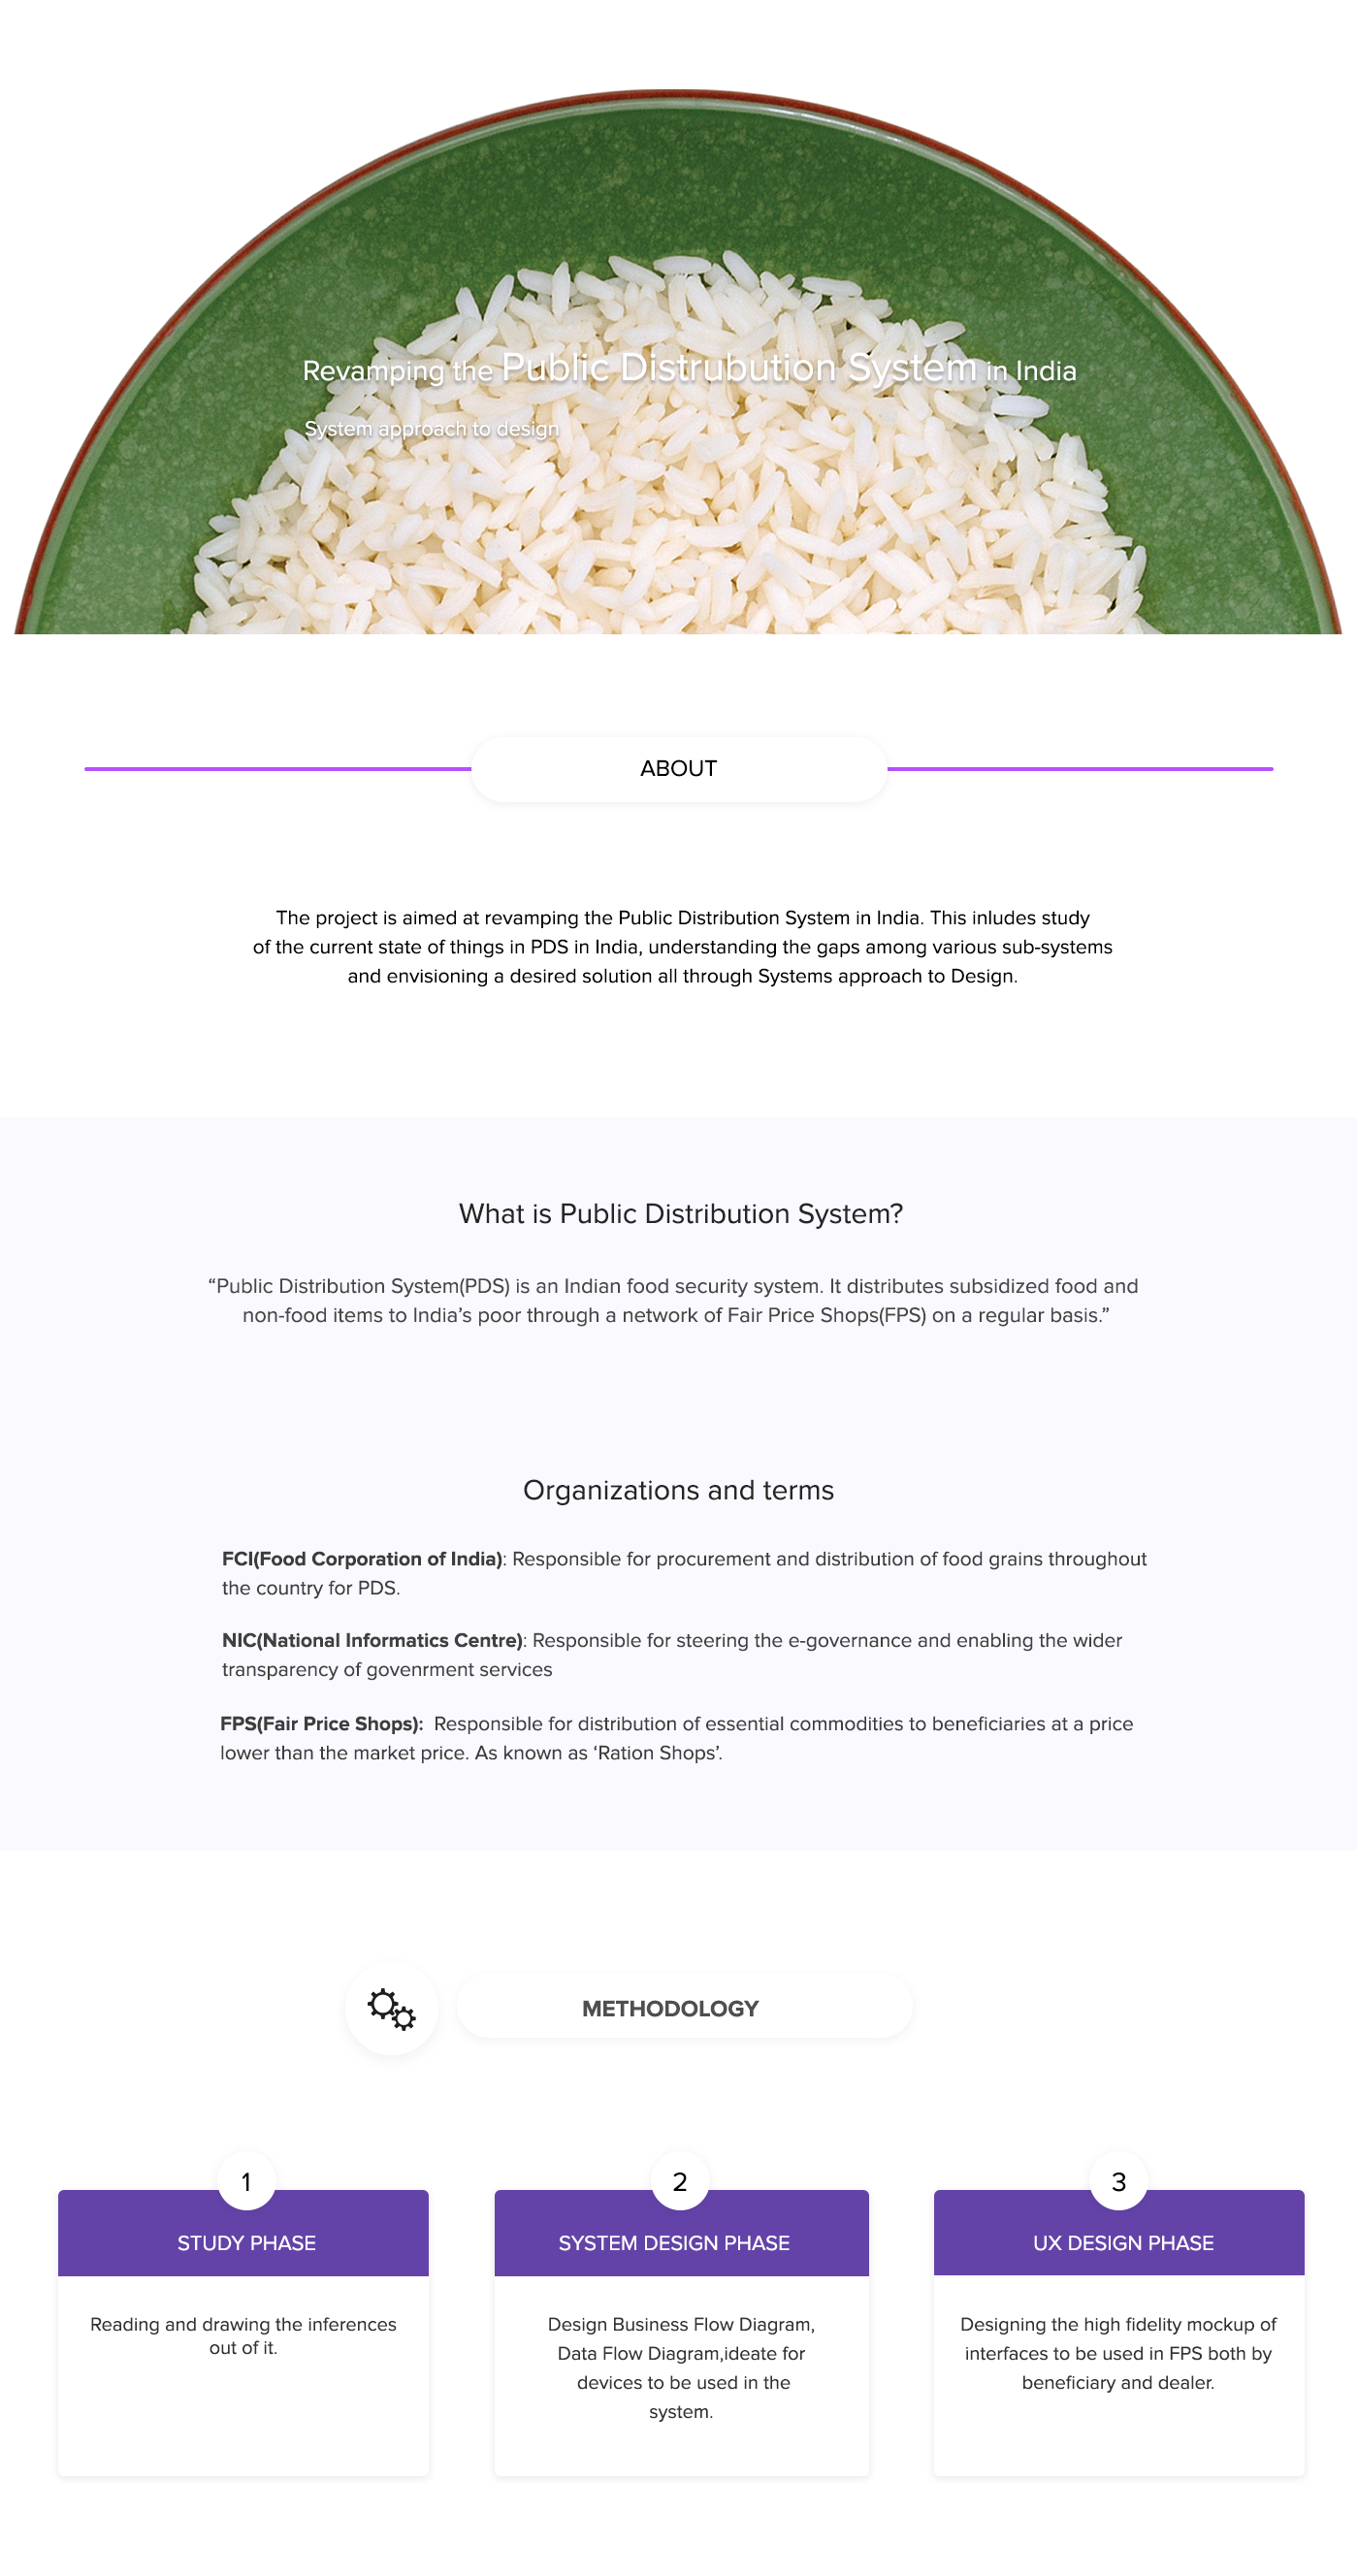 Revamping the Public Distrubution System in India
System approach to design
ABOUT
The project is aimed at revamping the Public Distribution System in India. This inludes study
of the current state of things in PDS in India, understanding the gaps among various sub-systems
and envisioning a desired solution all through Systems approach to Design.
What is Public Distribution System?
“Public Distribution System(PDS) is an Indian food security system. It distributes subsidized food and
non-food items to India’s poor through a network of Fair Price Shops(FPS) on a regular basis.”
Organizations and terms
FCI(Food Corporation of India): Responsible for procurement and distribution of food grains throughout
the country for PDS.
NIC(National Informatics Centre): Responsible for steering the e-governance and enabling the wider
transparency of govenrment services
FPS(Fair Price Shops): Responsible for distribution of essential commodities to beneficiaries at a price
lower than the market price. As known as ‘Ration Shops’.
METHODOLOGY
1
STUDY PHASE
Reading and drawing the inferences
out of it.
2
SYSTEM DESIGN PHASE
Design Business Flow Diagram,
Data Flow Diagram,ideate for
devices to be used in the
system.
3
UX DESIGN PHASE
Designing the high fidelity mockup of
interfaces to be used in FPS both by
beneficiary and dealer.